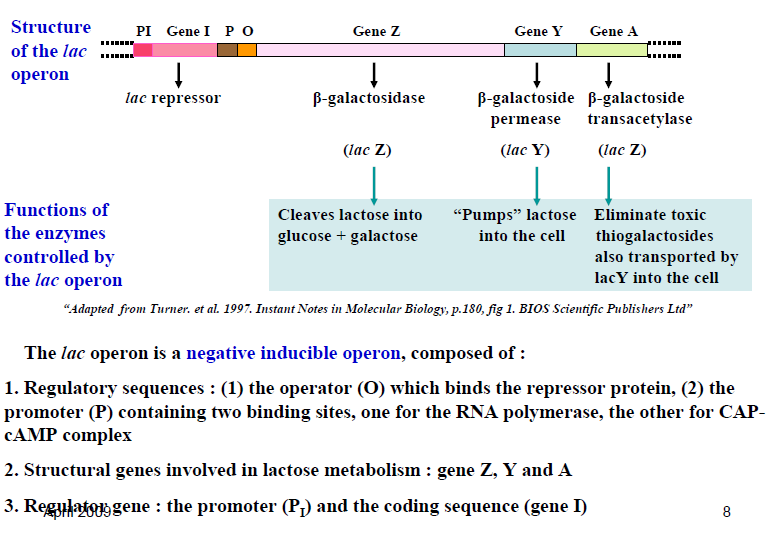 Structure
of the lac
operon
PI Gene I P O Gene Z Gene Y Gene A
lac repressor
β-galactosidase
β-galactoside
permease
β-galactoside
transacetylase
(lac Z)
(lac Y)
(lac Z)
Functions of
the enzymes
controlled by
the lac operon
Cleaves lactose into
glucose + galactose
“Pumps” lactose
into the cell
Eliminate toxic
thiogalactosides
also transported by
lacY into the cell
“Adapted from Turner. et al. 1997. Instant Notes in Molecular Biology, p.180, fig 1. BIOS Scientific Publishers Ltd”
The lac operon is a negative inducible operon, composed of :
1. Regulatory sequences : (1) the operator (O) which binds the repressor protein, (2) the
promoter (P) containing two binding sites, one for the RNA polymerase, the other for CAP-
cAMP complex
2. Structural genes involved in lactose metabolism : gene Z, Y and A
3. Regulator gene : the promoter (PI) and the coding sequence (gene I)
April 2009
8